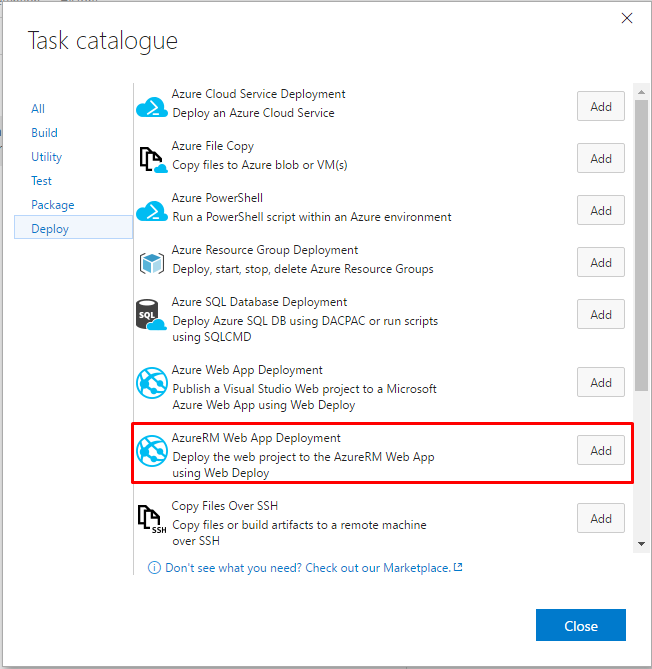 Task catalogue
All
Build
Utility
Test
Package
Deploy
Azure Cloud Service Deployment
Deploy an Azure Cloud Service
Add
Azure File Copy
Copy files to Azure blob or VM(s)
Add
Azure PowerShell
Run a PowerShell script within an Azure environment
Add
Azure Resource Group Deployment
Deploy, start, stop, delete Azure Resource Groups
Add
SQL
Azure SQL Database Deployment
Deploy Azure SQL DB using DACPAC or run scripts
using SQLCMD
Add
Azure Web App Deployment
Publish a Visual Studio Web project to a Microsoft
Azure Web App using Web Deploy
Add
AzureRM Web App Deployment
Deploy the web project to the AzureRM Web App
using Web Deploy
Add
SSH
Copy Files Over SSH
Copy files or build artifacts to a remote machine
over SSH
Add
Don't see what you need? Check out our Marketplace.
Close